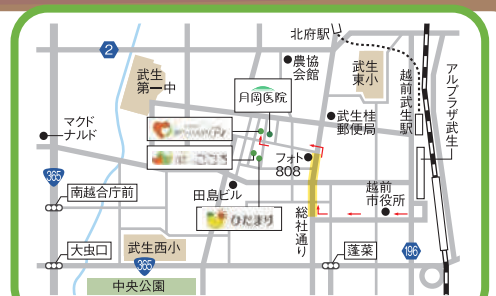 北府駅
2
農協
会館
武生
東小
武生
第一中
月岡医院
越前武生駅
アルプラザ武生
マクド
ナルド
武生桂
郵便局
フォト
808
365
南越合庁前
田島ビル
越前
市役所
ひだまり
総社通り
大虫口
武生西小
365
蓬菜
196
中央公園